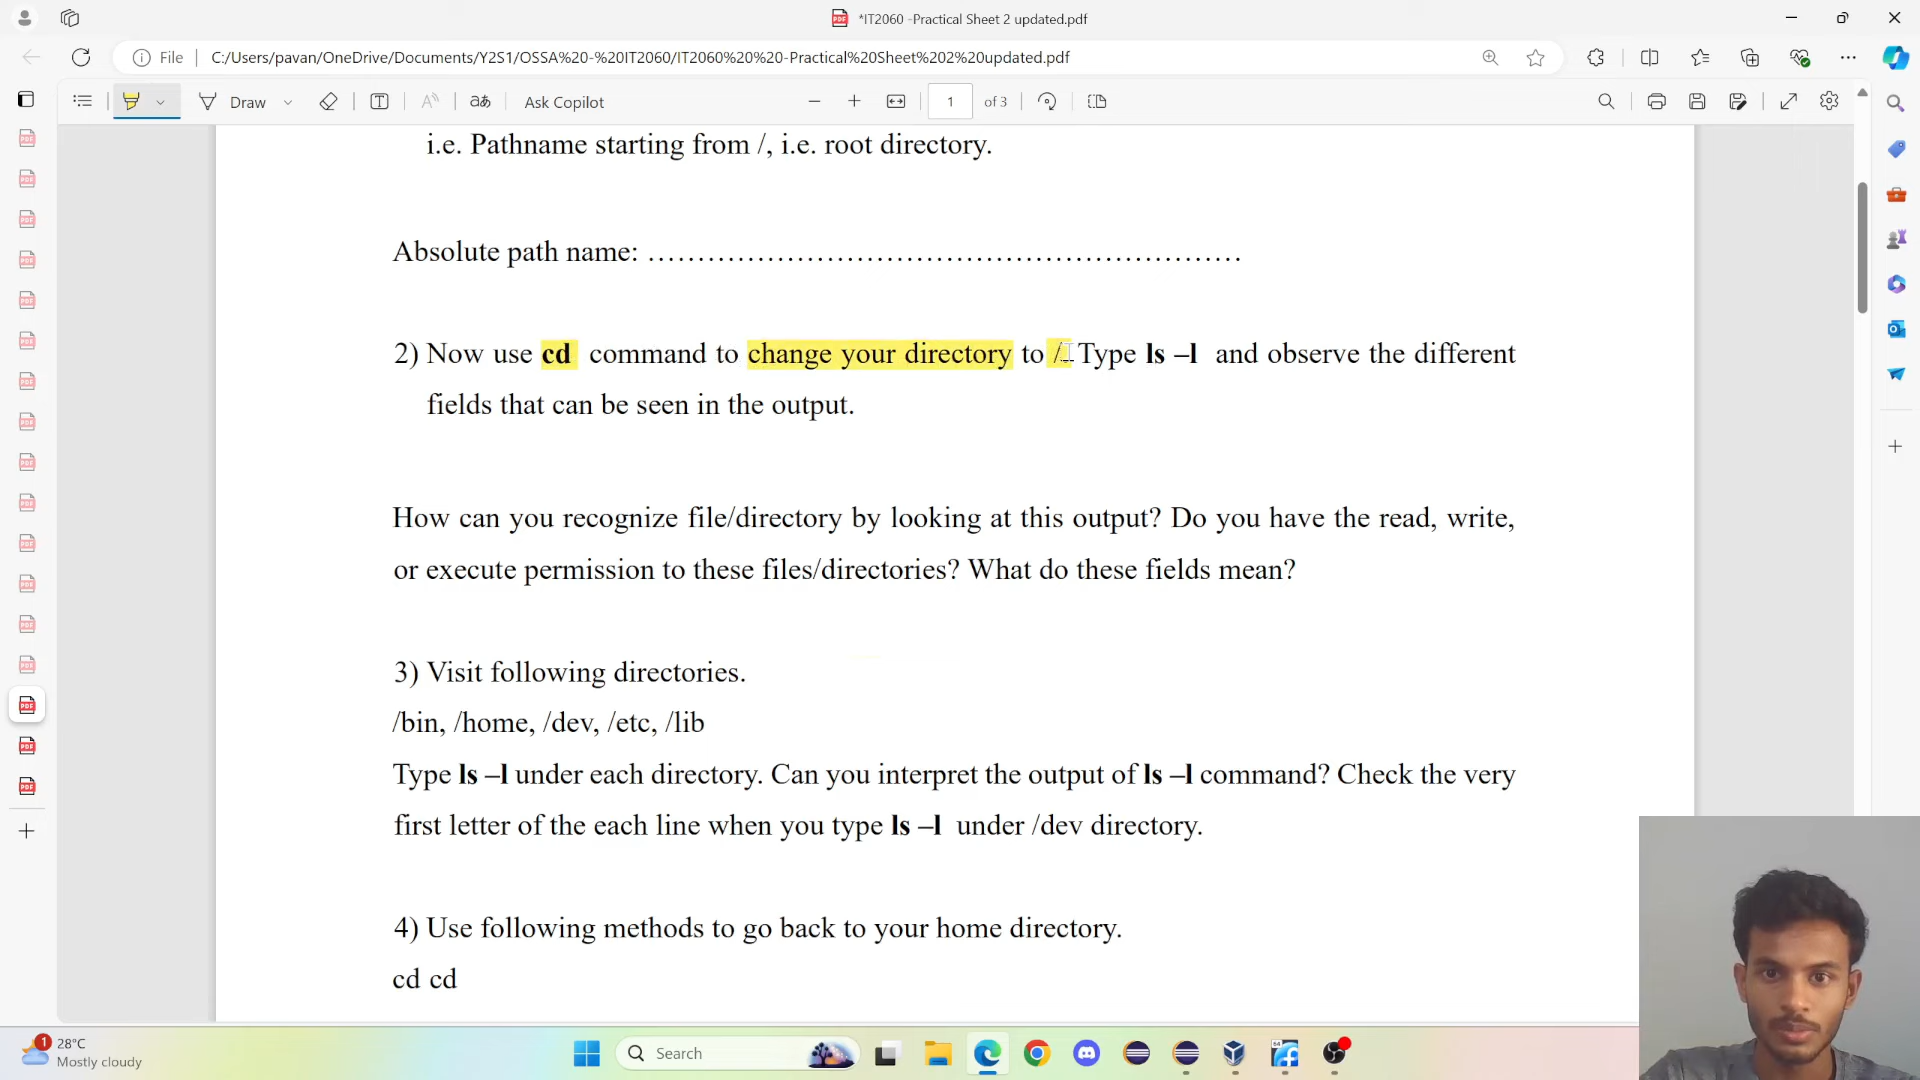 *IT2060 -Practical Sheet 2 updated.pdf
File
C:/Users/pavan/OneDrive/Documents/Y2S1/OSSA%20-%20IT2060/IT2060%20%20-Practical%20Sheet%202%20updated.pdf
Draw
Ask Copilot
1
of 3
i.e. Pathname starting from /, i.e. root directory.
Absolute path name: ……………………………………………………
2) Now use cd command to change your directory to /. Type ls –l and observe the different
fields that can be seen in the output.
How can you recognize file/directory by looking at this output? Do you have the read, write,
or execute permission to these files/directories? What do these fields mean?
3) Visit following directories.
/bin, /home, /dev, /etc, /lib
Type ls –l under each directory. Can you interpret the output of ls –l command? Check the very
first letter of the each line when you type ls –l under /dev directory.
4) Use following methods to go back to your home directory.
cd cd
1
28°C
Mostly cloudy
Search